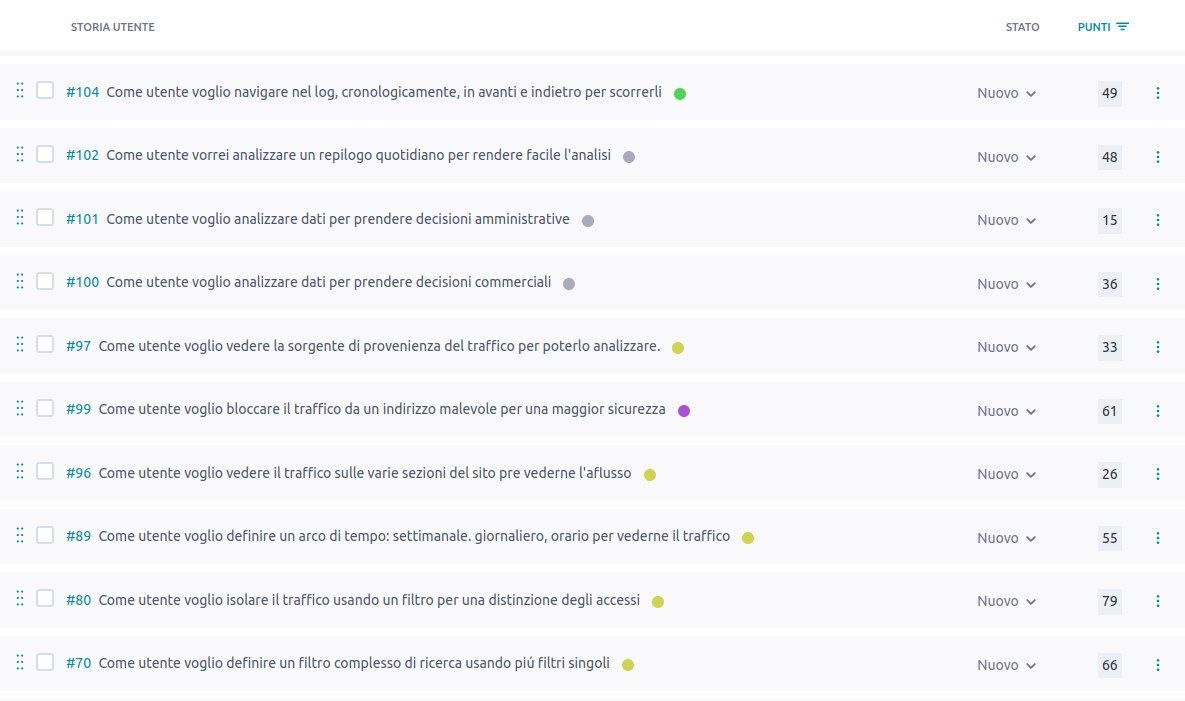 STORIA UTENTE STATO PUNTI
#104 Come utente voglio navigare nel log, cronologicamente, in avanti e indietro per scorrerli Nuovo 49
#102 Come utente vorrei analizzare un repilogo quotidiano per rendere facile l'analisi Nuovo 48
#101 Come utente voglio analizzare dati per prendere decisioni amministrative Nuovo 15
#100 Come utente voglio analizzare dati per prendere decisioni commerciali Nuovo 36
#97 Come utente voglio vedere la sorgente di provenienza del traffico per poterlo analizzare. Nuovo 33
#99 Come utente voglio bloccare il traffico da un indirizzo malevole per una maggior sicurezza Nuovo 61
#96 Come utente voglio vedere il traffico sulle varie sezioni del sito pre vederne l'aflusso Nuovo 26
#89 Come utente voglio definire un arco di tempo: settimanale. giornaliero, orario per vederne il traffico Nuovo 55
#80 Come utente voglio isolare il traffico usando un filtro per una distinzione degli accessi Nuovo 79
#70 Come utente voglio definire un filtro complesso di ricerca usando piú filtri singoli Nuovo 66